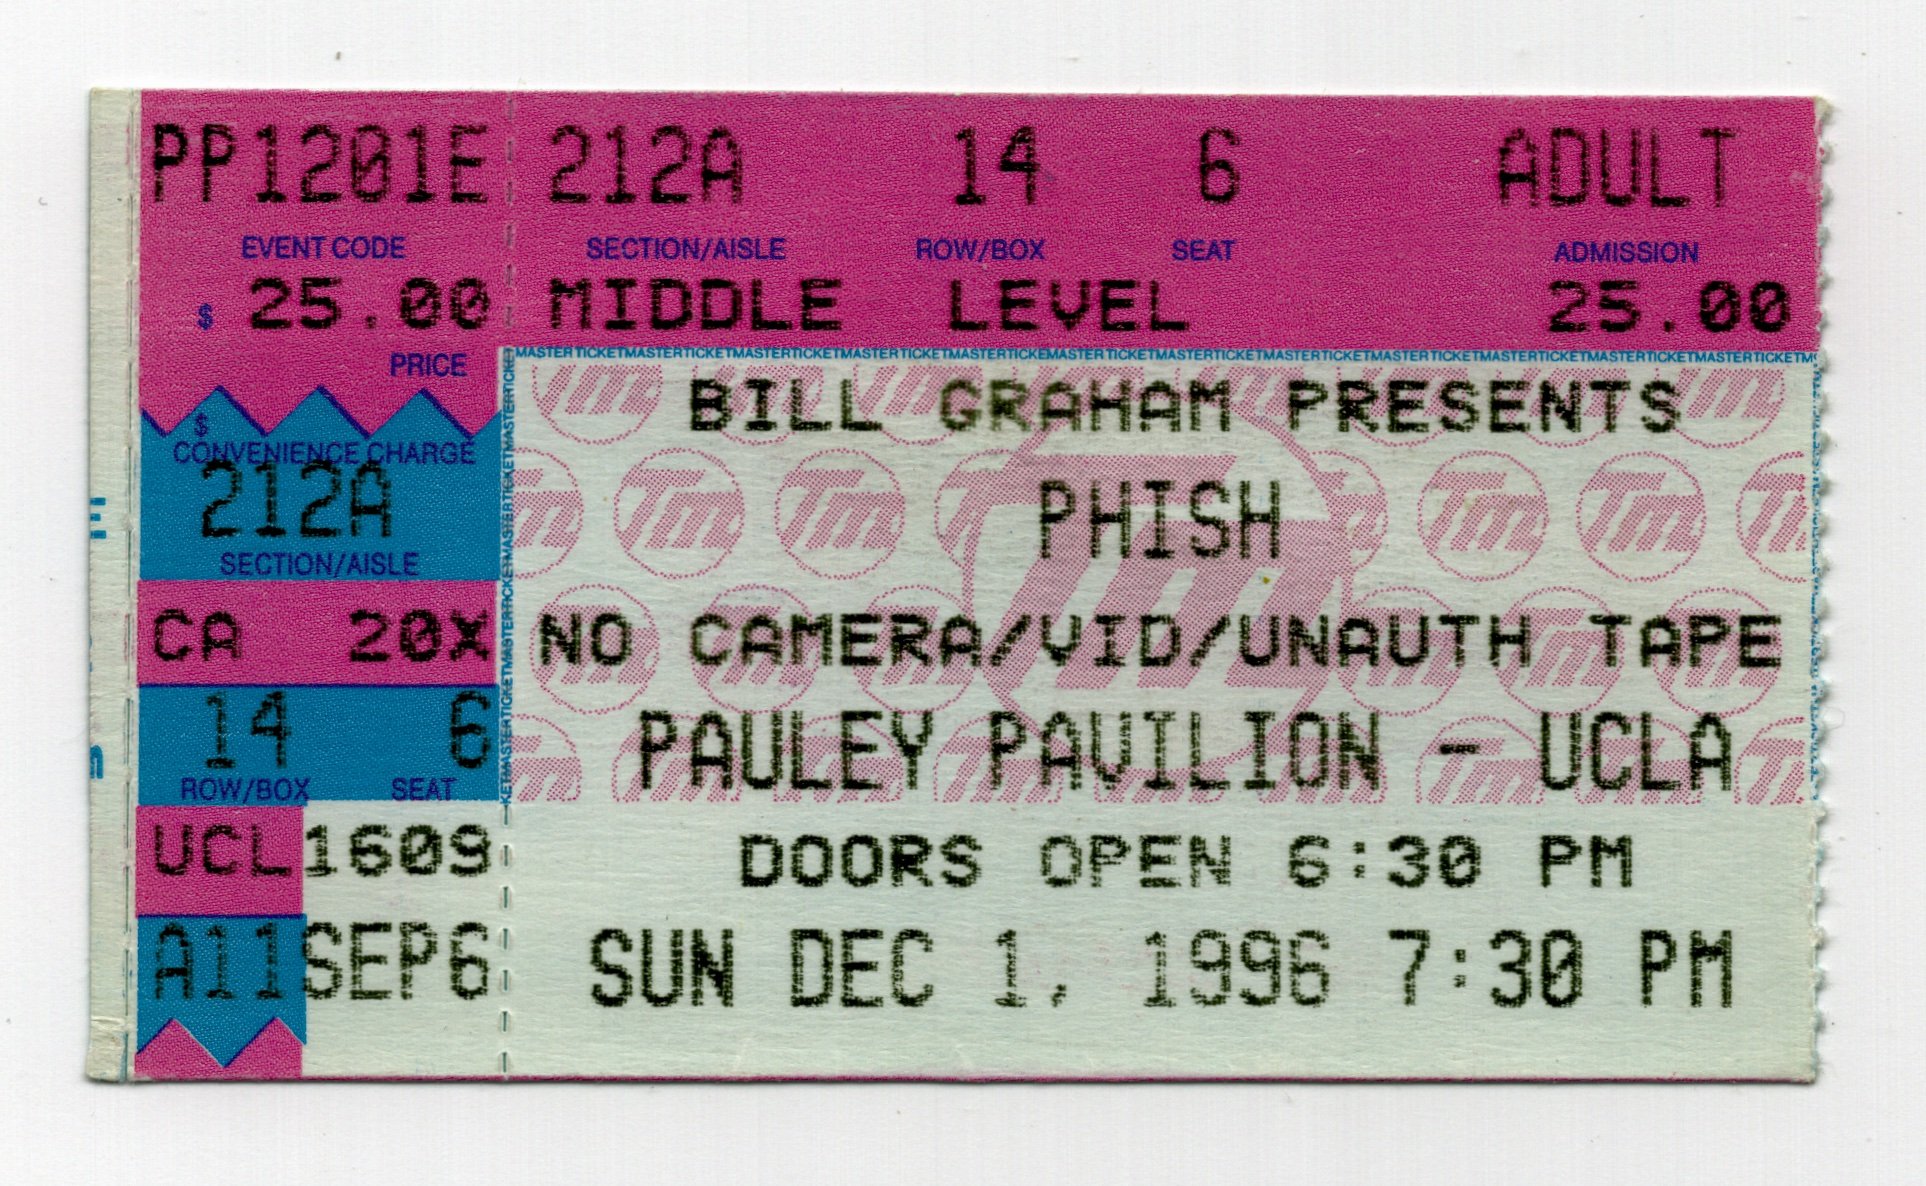 PP1201E 212A 14 6 ADULT
EVENT CODE SECTION/AISLE ROW/BOX SEAT ADMISSION
$ 25.00 MIDDLE LEVEL 25.00
PRICE
MASTERTICKETMASTERTICKETMASTERTICKETMASTERTICKETMASTERTICKEMASTERTICKETMASTERTICKETMASTERTICKETMASTERTICKETMASTERTICKETMASTERTICKETM
BILL GRAHAM PRESENTS
$
CONVENIENCE CHARGE
212A PHISH
SECTION/AISLE
CA 20X NO CAMERA/VID/UNAUTH TAPE
14 6 PAULEY PAVILION - UCLA
ROW/BOX SEAT
UCL1609 DOORS OPEN 6:30 PM
A11SEP6 SUN DEC 1, 1996 7:30 PM